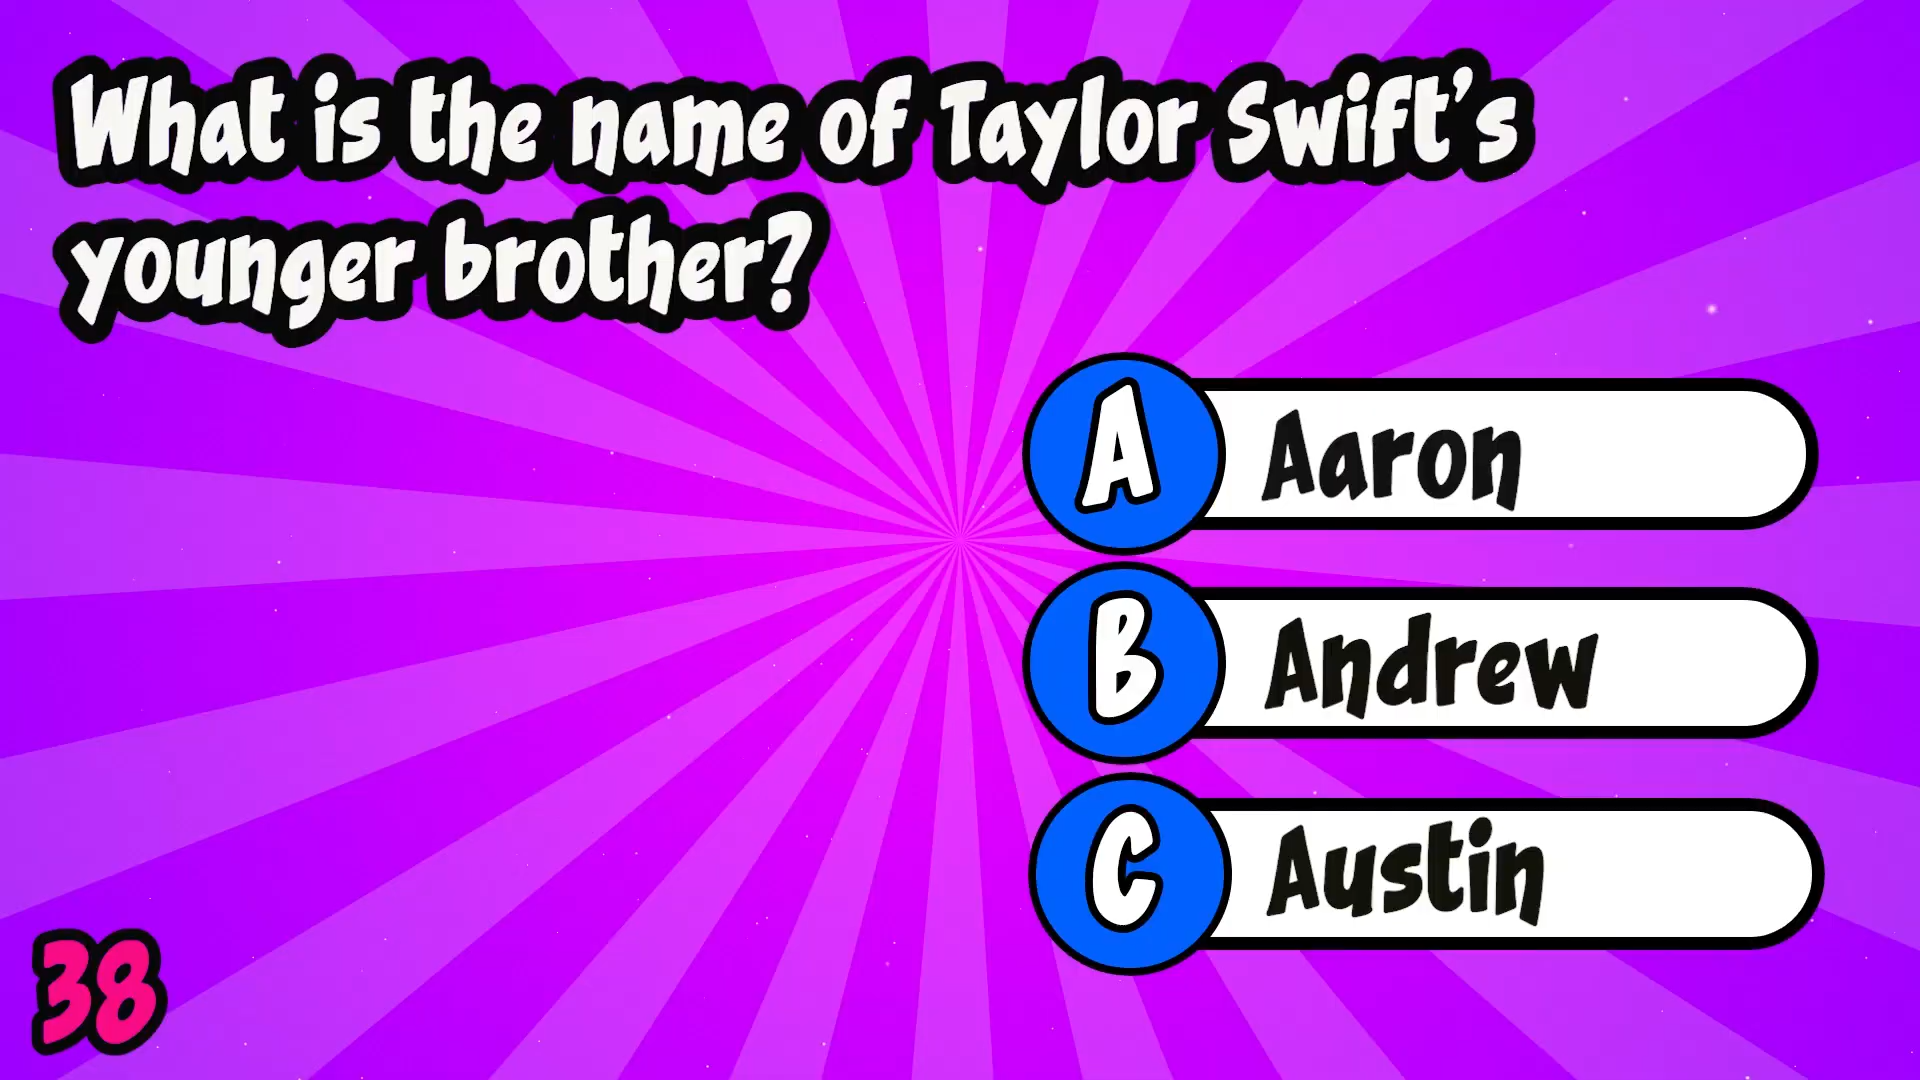 What is the name of Taylor Swift's
younger brother?
A Aaron
B Andrew
C Austin
38